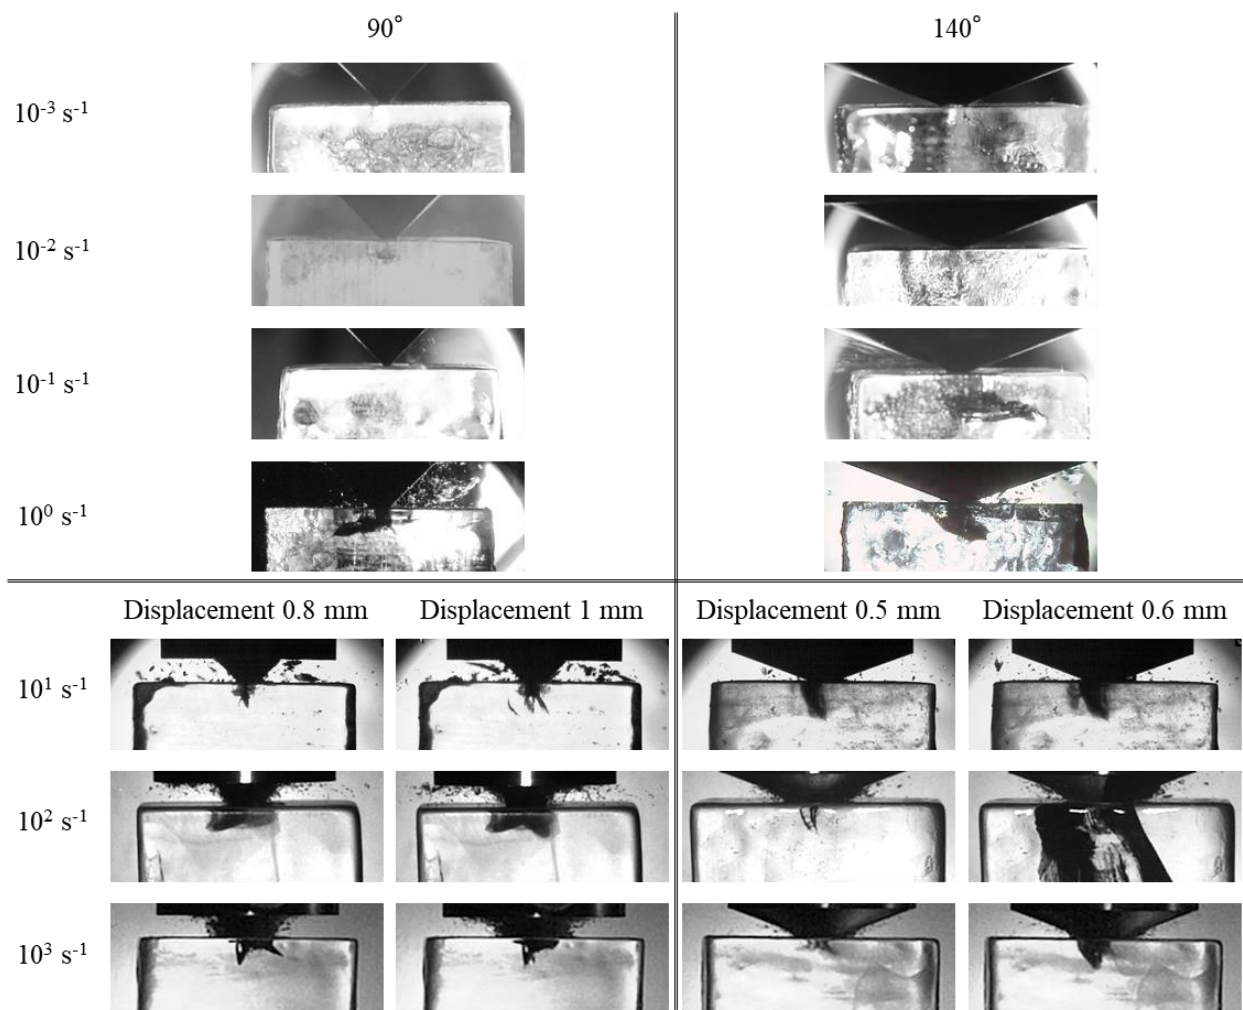 90° 140°
10⁻³ s⁻¹
10⁻² s⁻¹
10⁻¹ s⁻¹
10⁰ s⁻¹
Displacement 0.8 mm Displacement 1 mm Displacement 0.5 mm Displacement 0.6 mm
10¹ s⁻¹
10² s⁻¹
10³ s⁻¹